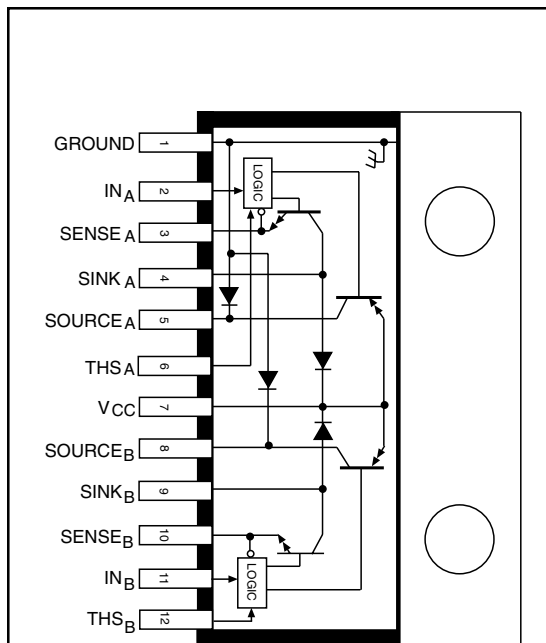 GROUND 1
IN A 2
LOGIC
SENSE A 3
SINK A 4
SOURCE A 5
THS A 6
V CC 7
SOURCE B 8
SINK B 9
SENSE B 10
IN B 11
LOGIC
THS B 12